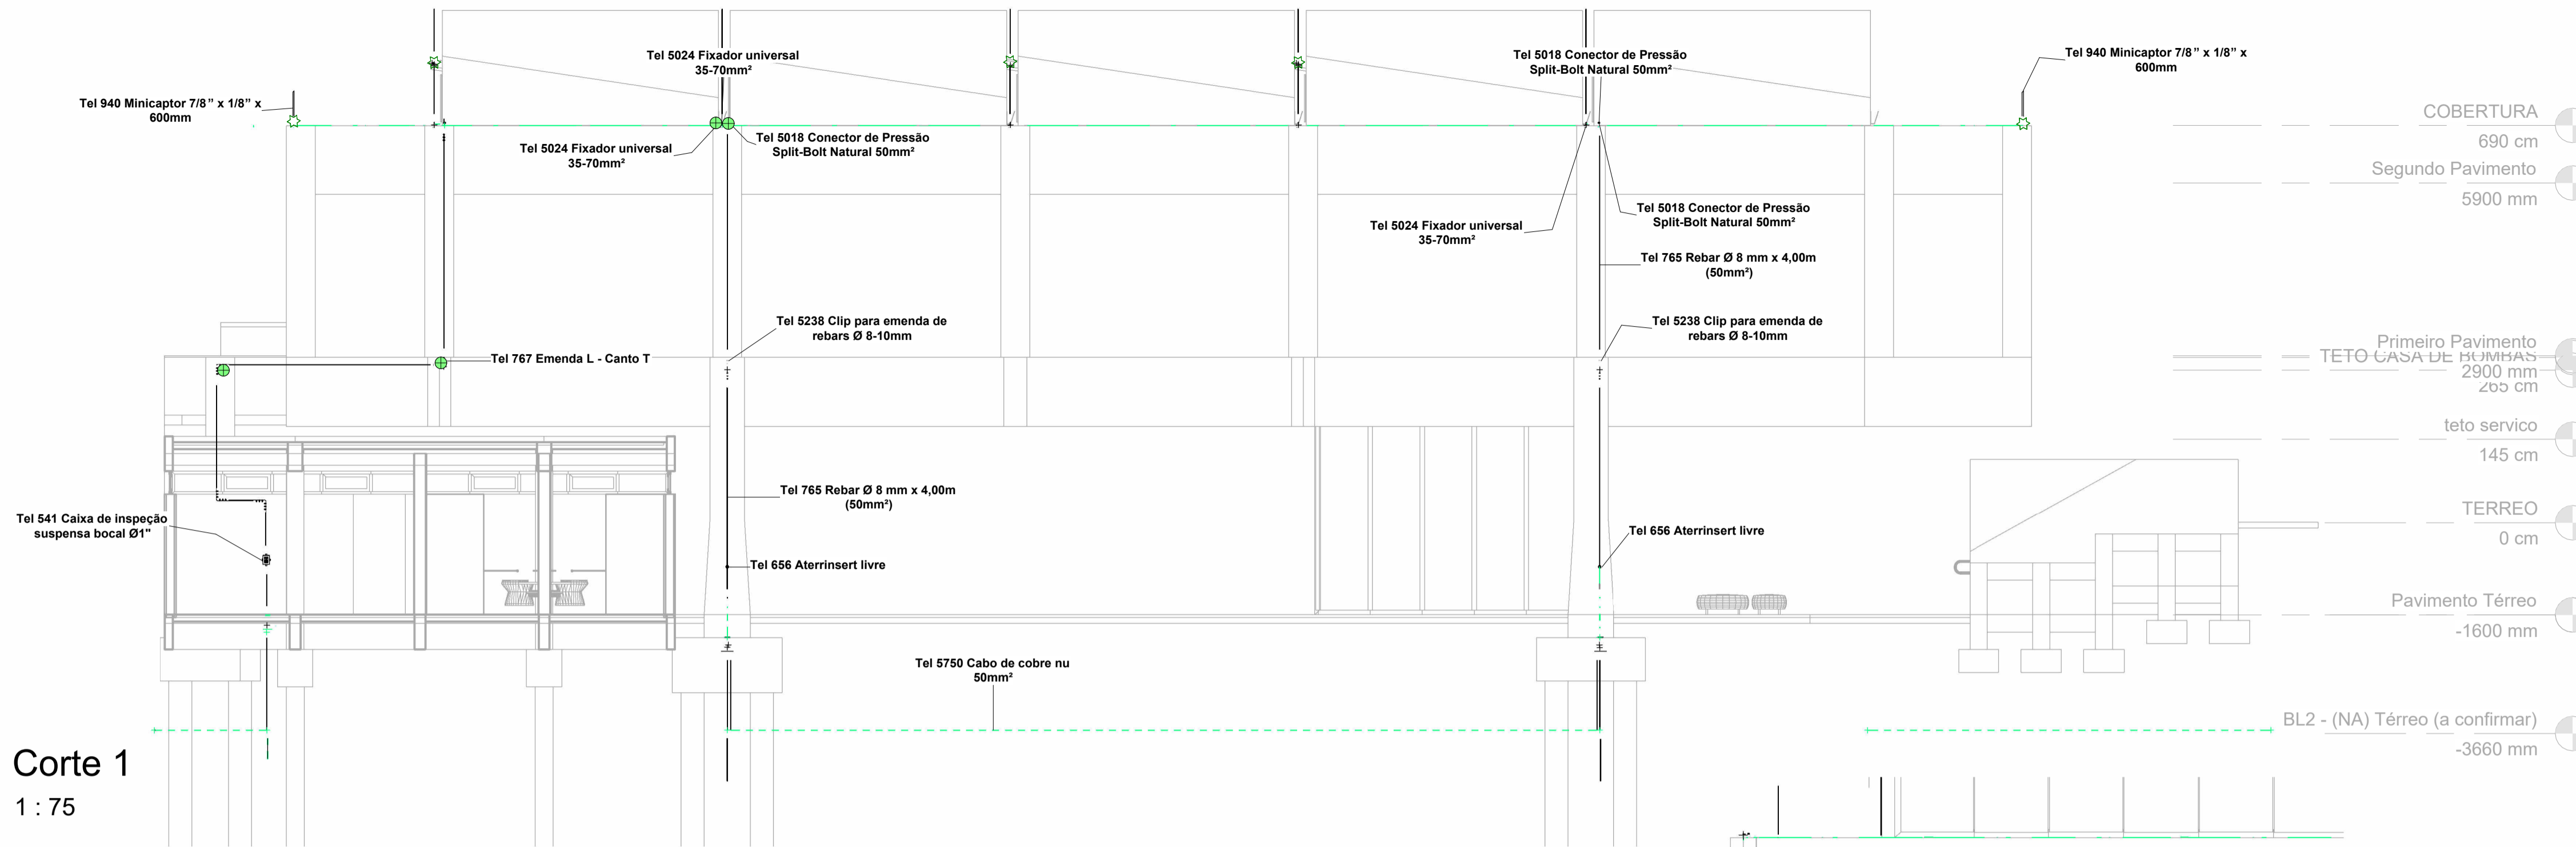 Tel 5024 Fixador universal
35-70mm²
Tel 5018 Conector de Pressão
Split-Bolt Natural 50mm²
Tel 940 Minicaptor 7/8” x 1/8” x
600mm
Tel 940 Minicaptor 7/8” x 1/8” x
600mm
Tel 5024 Fixador universal
35-70mm²
Tel 5018 Conector de Pressão
Split-Bolt Natural 50mm²
COBERTURA
690 cm
Segundo Pavimento
5900 mm
Tel 5024 Fixador universal
35-70mm²
Tel 5018 Conector de Pressão
Split-Bolt Natural 50mm²
Tel 765 Rebar Ø 8 mm x 4,00m
(50mm²)
Tel 5238 Clip para emenda de
rebars Ø 8-10mm
Tel 5238 Clip para emenda de
rebars Ø 8-10mm
Tel 767 Emenda L - Canto T
Primeiro Pavimento
TETO CASA DE BOMBAS
2900 mm
265 cm
teto servico
145 cm
Tel 765 Rebar Ø 8 mm x 4,00m
(50mm²)
Tel 541 Caixa de inspeção
suspensa bocal Ø1"
Tel 656 Aterrinsert livre
Tel 656 Aterrinsert livre
TERREO
0 cm
Pavimento Térreo
-1600 mm
Tel 5750 Cabo de cobre nu
50mm²
BL2 - (NA) Térreo (a confirmar)
-3660 mm
Corte 1
1 : 75